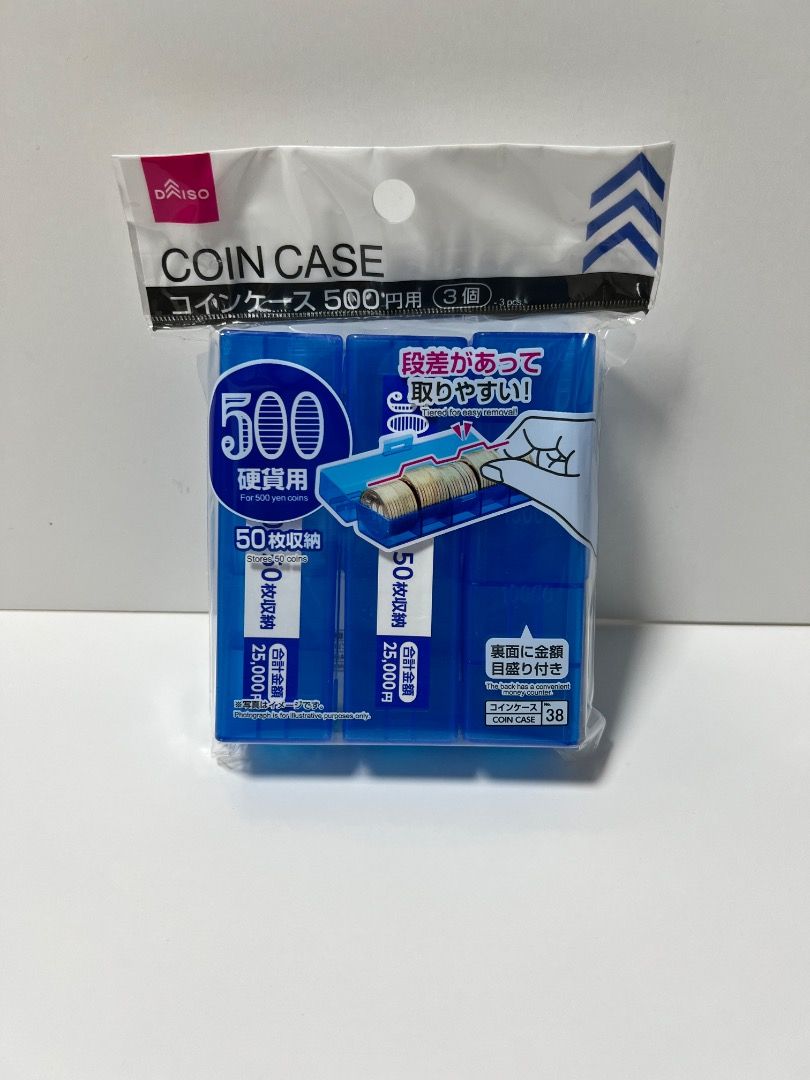 DAISO
COIN CASE
コインケース 500円用 3個 - 3 pcs -
段差があって
取りやすい!
Tiered for easy removal!
500
硬貨用
For 500 yen coins
50枚収納
Stores 50 coins
50枚収納
合計金額
25,000円
50枚収納
合計金額
25,000円
裏面に金額
目盛り付き
The back has a convenient
money counter.
※写真はイメージです。
Photograph is for illustrative purposes only.
コインケース
COIN CASE
No.
38